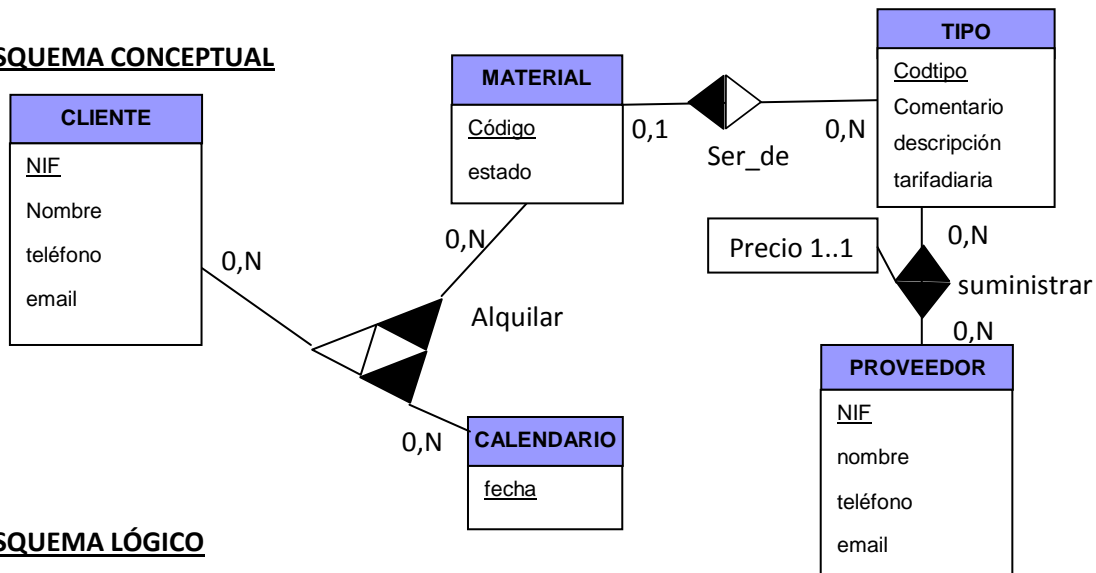 SQUEMA CONCEPTUAL
CLIENTE
NIF
Nombre
teléfono
email
0,N
MATERIAL
Código
estado
0,1
0,N
Ser_de
0,N
TIPO
Codtipo
Comentario
descripción
tarifadiaria
0,N
Precio 1..1
suministrar
0,N
Alquilar
0,N
CALENDARIO
fecha
PROVEEDOR
NIF
nombre
teléfono
email
SQUEMA LÓGICO